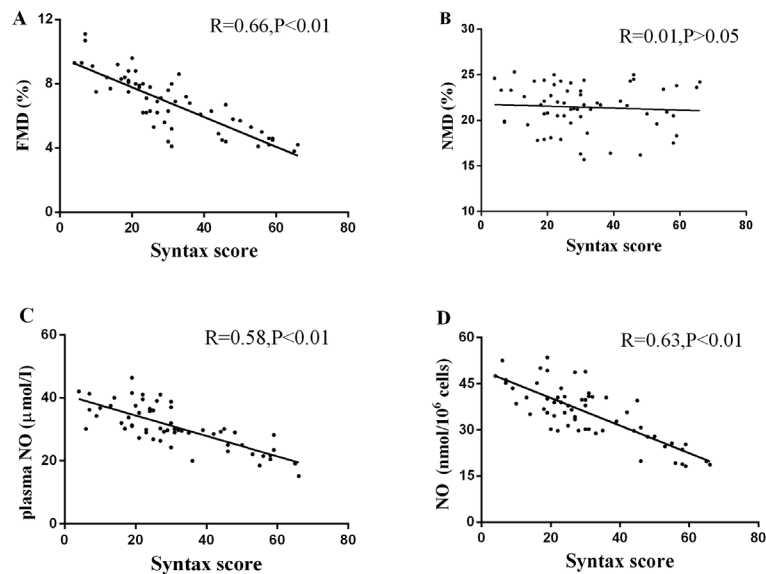 A
R=0.66,P<0.01
12
8
4
0
FMD (%)
0 20 40 60 80
Syntax score
B
R=0.01,P>0.05
30
25
20
15
10
NMD (%)
0 20 40 60 80
Syntax score
C
R=0.58,P<0.01
60
40
20
0
plasma NO (μmol/l)
0 20 40 60 80
Syntax score
D
R=0.63,P<0.01
60
45
30
15
0
NO (nmol/10⁶ cells)
0 20 40 60 80
Syntax score